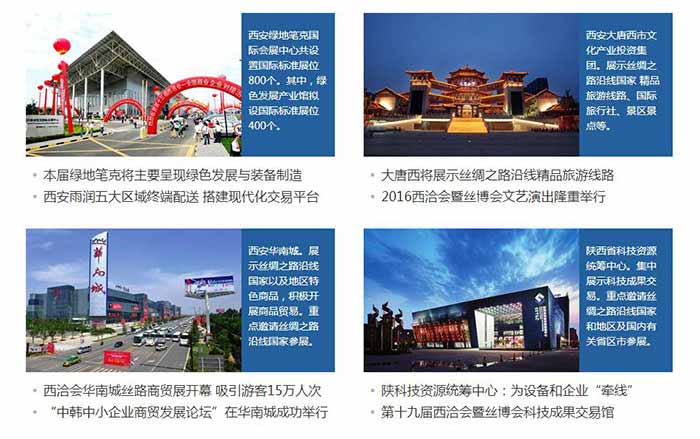 西安绿地笔克国
际会展中心共设
置国际标准展位
800个。其中，绿
色发展产业馆拟
设国际标准展位
400个。
西安大唐西市文
化产业投资集
团。展示丝绸之
路沿线国家 精品
旅游线路、国际
旅行社、景区景
点等。
• 本届绿地笔克将主要呈现绿色发展与装备制造
• 西安雨润五大区域终端配送 搭建现代化交易平台
• 大唐西将展示丝绸之路沿线精品旅游线路
• 2016西洽会暨丝博会文艺演出隆重举行
华南城
西安华南城。展
示丝绸之路沿线
国家以及地区特
色商品，积极开
展商品贸易。重
点邀请丝绸之路
沿线国家参展。
陕西省科技资源
统筹中心。集中
展示科技成果交
易。重点邀请丝
绸之路沿线国家
和地区及国内有
关省区市参展。
• 西洽会华南城丝路商贸展开幕 吸引游客15万人次
• “中韩中小企业商贸发展论坛”在华南城成功举行
• 陕科技资源统筹中心：为设备和企业“牵线”
• 第十九届西洽会暨丝博会科技成果交易馆